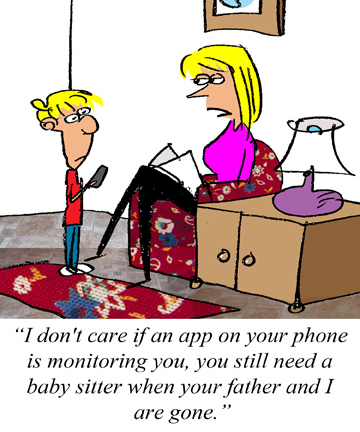 “I don't care if an app on your phone
is monitoring you, you still need a
baby sitter when your father and I
are gone.”